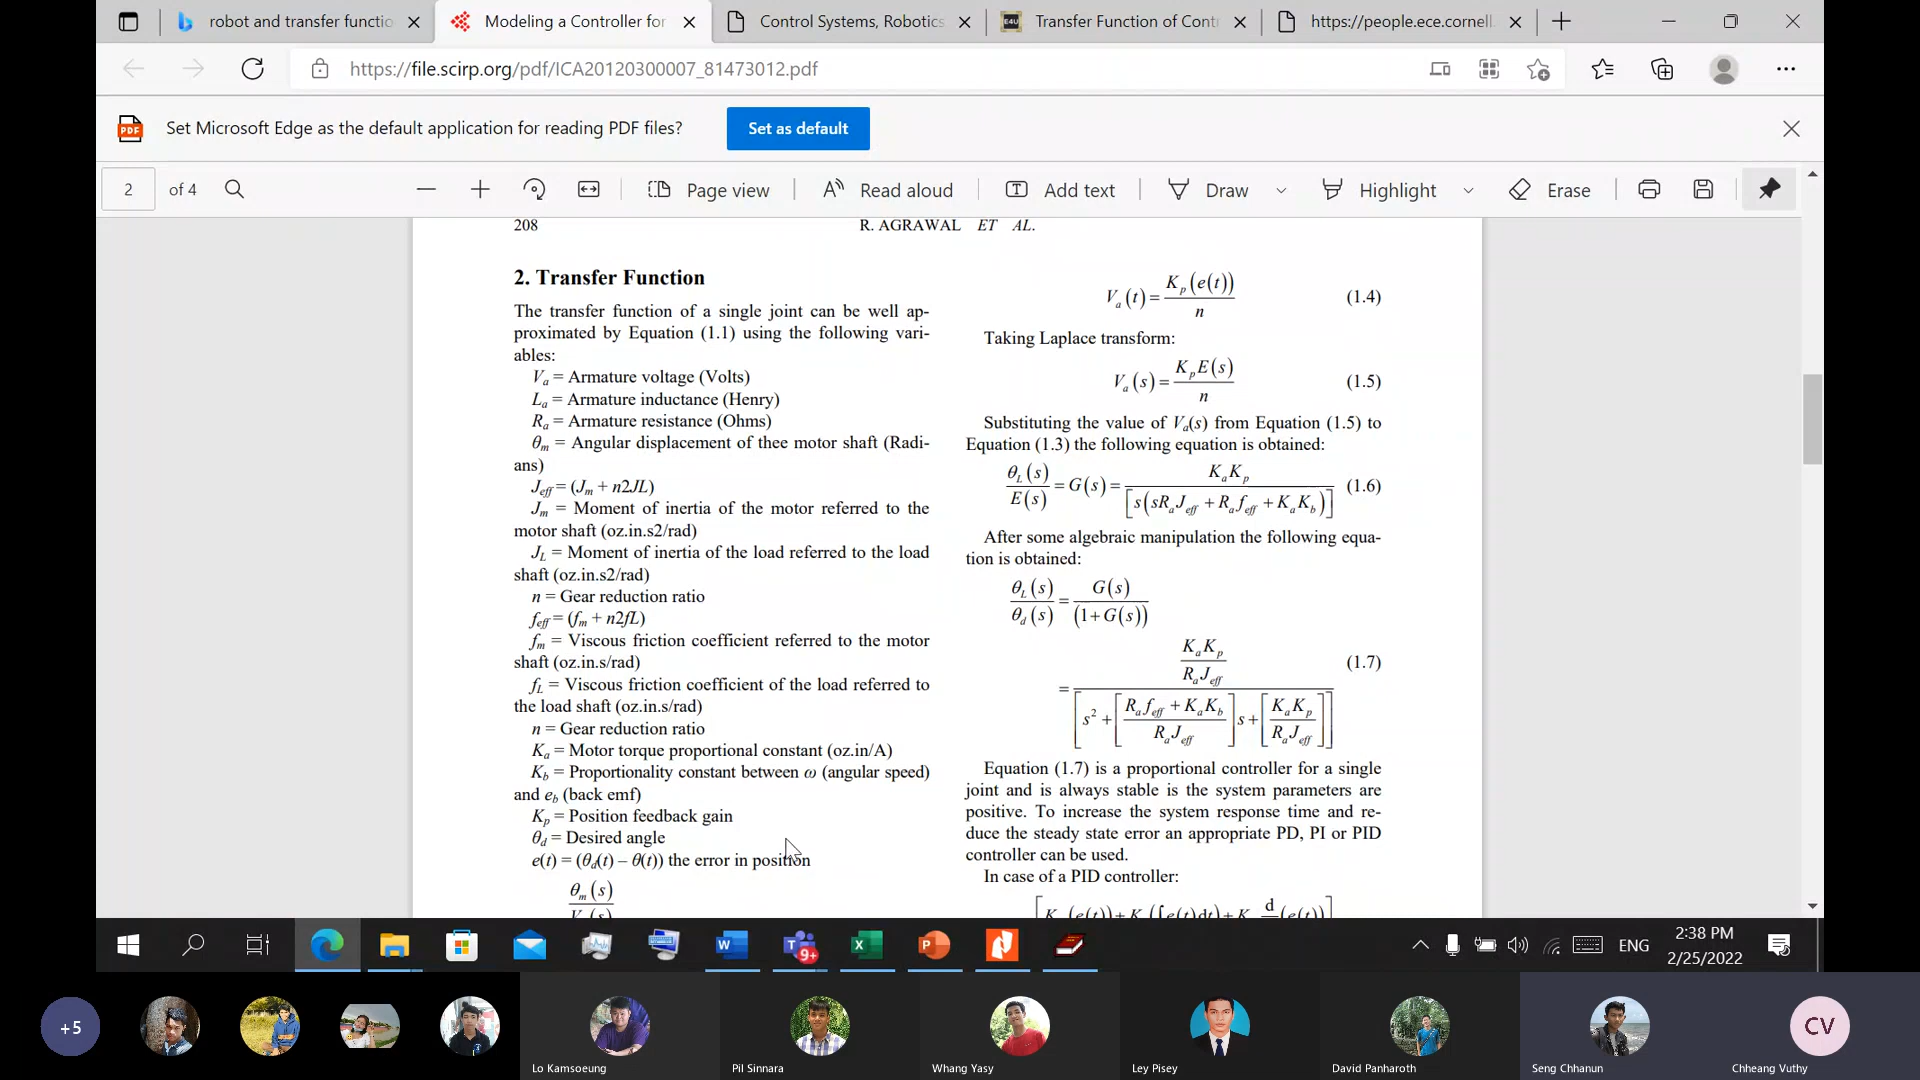 robot and transfer functio
Modeling a Controller for
Control Systems, Robotics
E4U
Transfer Function of Cont
https://people.ece.cornell.
https://file.scirp.org/pdf/ICA20120300007_81473012.pdf
PDF
Set Microsoft Edge as the default application for reading PDF files?
Set as default
2 of 4
Page view
Read aloud
Add text
Draw
Highlight
Erase
208 R. AGRAWAL ET AL.
2. Transfer Function
The transfer function of a single joint can be well ap-
proximated by Equation (1.1) using the following vari-
ables:
Va = Armature voltage (Volts)
La = Armature inductance (Henry)
Ra = Armature resistance (Ohms)
θm = Angular displacement of thee motor shaft (Radi-
ans)
Jeff = (Jm + n2JL)
Jm = Moment of inertia of the motor referred to the
motor shaft (oz.in.s2/rad)
JL = Moment of inertia of the load referred to the load
shaft (oz.in.s2/rad)
n = Gear reduction ratio
feff = (fm + n2fL)
fm = Viscous friction coefficient referred to the motor
shaft (oz.in.s/rad)
fL = Viscous friction coefficient of the load referred to
the load shaft (oz.in.s/rad)
n = Gear reduction ratio
Ka = Motor torque proportional constant (oz.in/A)
Kb = Proportionality constant between ω (angular speed)
and eb (back emf)
Kp = Position feedback gain
θd = Desired angle
e(t) = (θd(t) – θ(t)) the error in position
θm(s)
Va(s)
Va(t) = Kp(e(t)) / n (1.4)
Taking Laplace transform:
Va(s) = KpE(s) / n (1.5)
Substituting the value of Va(s) from Equation (1.5) to
Equation (1.3) the following equation is obtained:
θL(s) / E(s) = G(s) = KaKp / [s(sRaJeff + Rafeff + KaKb)] (1.6)
After some algebraic manipulation the following equa-
tion is obtained:
θL(s) / θd(s) = G(s) / (1+G(s))
= KaKp / RaJeff / [s2 + [Rafeff + KaKb / RaJeff]s + [KaKp / RaJeff]] (1.7)
Equation (1.7) is a proportional controller for a single
joint and is always stable is the system parameters are
positive. To increase the system response time and re-
duce the steady state error an appropriate PD, PI or PID
controller can be used.
In case of a PID controller:
9+
ENG
2:38 PM
2/25/2022
+5
Lo Kamsoeung
Pil Sinnara
Whang Yasy
Ley Pisey
David Panharoth
Seng Chhanun
CV
Chheang Vuthy